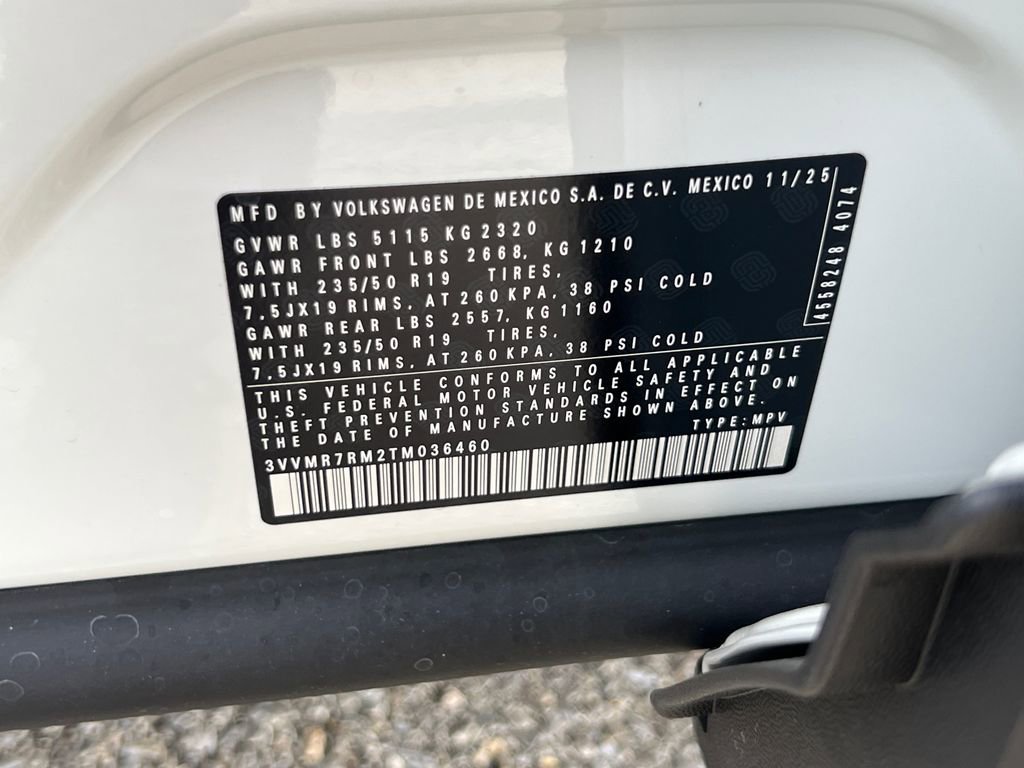 MFD BY VOLKSWAGEN DE MEXICO S.A. DE C.V. MEXICO 11/25
GVWR LBS 5115 KG 2320
GAWR FRONT LBS 2668, KG 1210
WITH 235/50 R19 TIRES,
7,5JX19 RIMS, AT 260 KPA, 38 PSI COLD
GAWR REAR LBS 2557, KG 1160
WITH 235/50 R19 TIRES,
7,5JX19 RIMS, AT 260 KPA, 38 PSI COLD
4558248 4074
THIS VEHICLE CONFORMS TO ALL APPLICABLE
U.S. FEDERAL MOTOR VEHICLE SAFETY AND
THEFT PREVENTION STANDARDS IN EFFECT ON
THE DATE OF MANUFACTURE SHOWN ABOVE.
TYPE: MPV
3VVMR7RM2TM036460